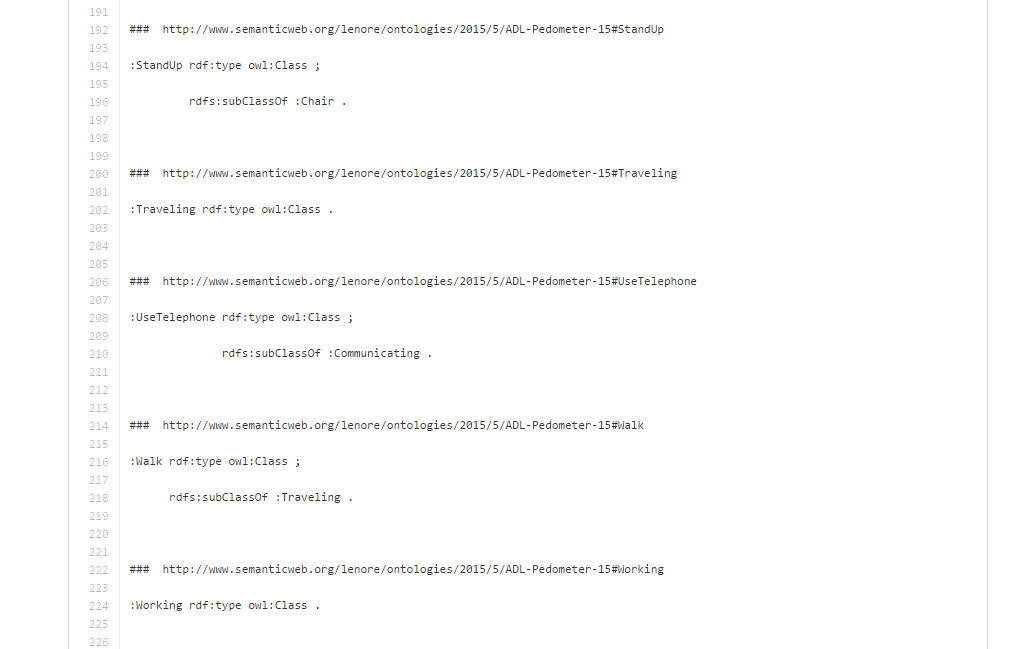 191
192 ###  http://www.semanticweb.org/lenore/ontologies/2015/5/ADL-Pedometer-15#StandUp
193
194 :StandUp rdf:type owl:Class ;
195
196          rdfs:subClassOf :Chair .
197
198
199
200 ###  http://www.semanticweb.org/lenore/ontologies/2015/5/ADL-Pedometer-15#Traveling
201
202 :Traveling rdf:type owl:Class .
203
204
205
206 ###  http://www.semanticweb.org/lenore/ontologies/2015/5/ADL-Pedometer-15#UseTelephone
207
208 :UseTelephone rdf:type owl:Class ;
209
210               rdfs:subClassOf :Communicating .
211
212
213
214 ###  http://www.semanticweb.org/lenore/ontologies/2015/5/ADL-Pedometer-15#Walk
215
216 :Walk rdf:type owl:Class ;
217
218       rdfs:subClassOf :Traveling .
219
220
221
222 ###  http://www.semanticweb.org/lenore/ontologies/2015/5/ADL-Pedometer-15#Working
223
224 :Working rdf:type owl:Class .
225
226